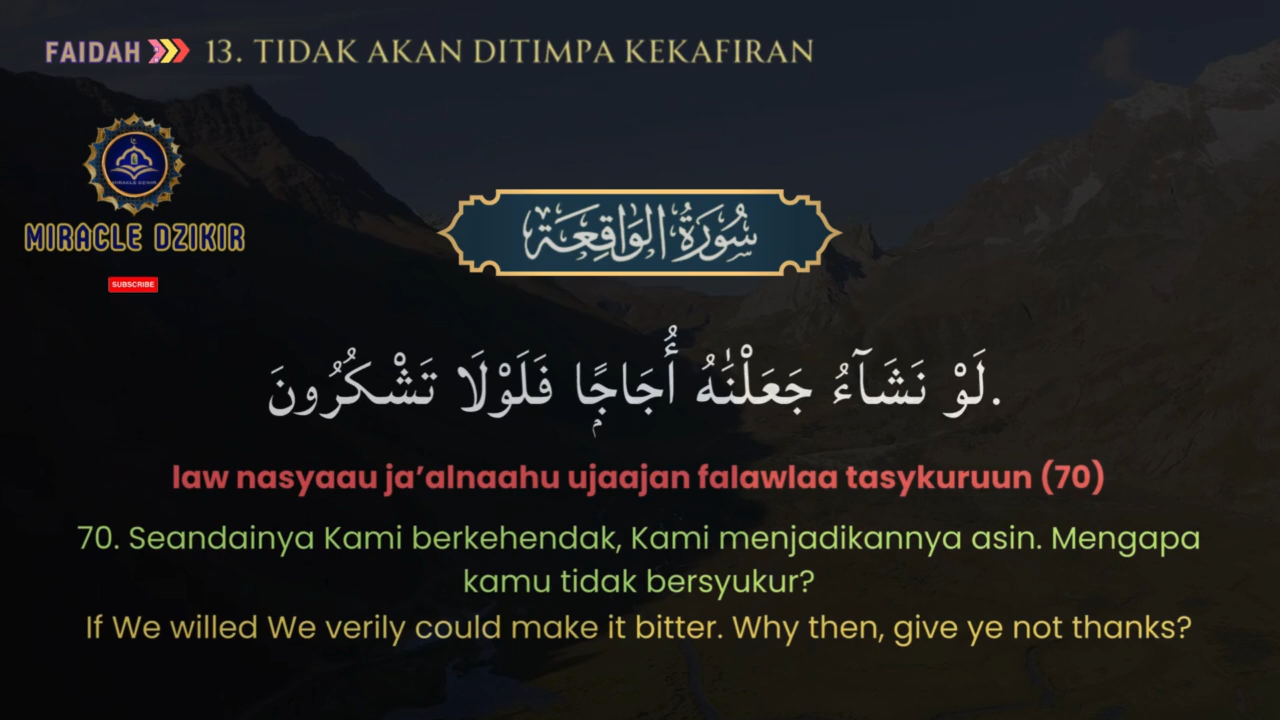 FAIDAH 13. TIDAK AKAN DITIMPA KEKAFIRAN
MIRACLE DZIKIR
SUBSCRIBE
سُورَةُ الوَاقِعَة
لَوْ نَشَاۤءُ جَعَلْنٰهُ أُجَاجًاۭ فَلَوْلَا تَشْكُرُونَ.
law nasyaau ja’alnaahu ujaajan falawlaa tasykuruun (70)
70. Seandainya Kami berkehendak, Kami menjadikannya asin. Mengapa
kamu tidak bersyukur?
If We willed We verily could make it bitter. Why then, give ye not thanks?